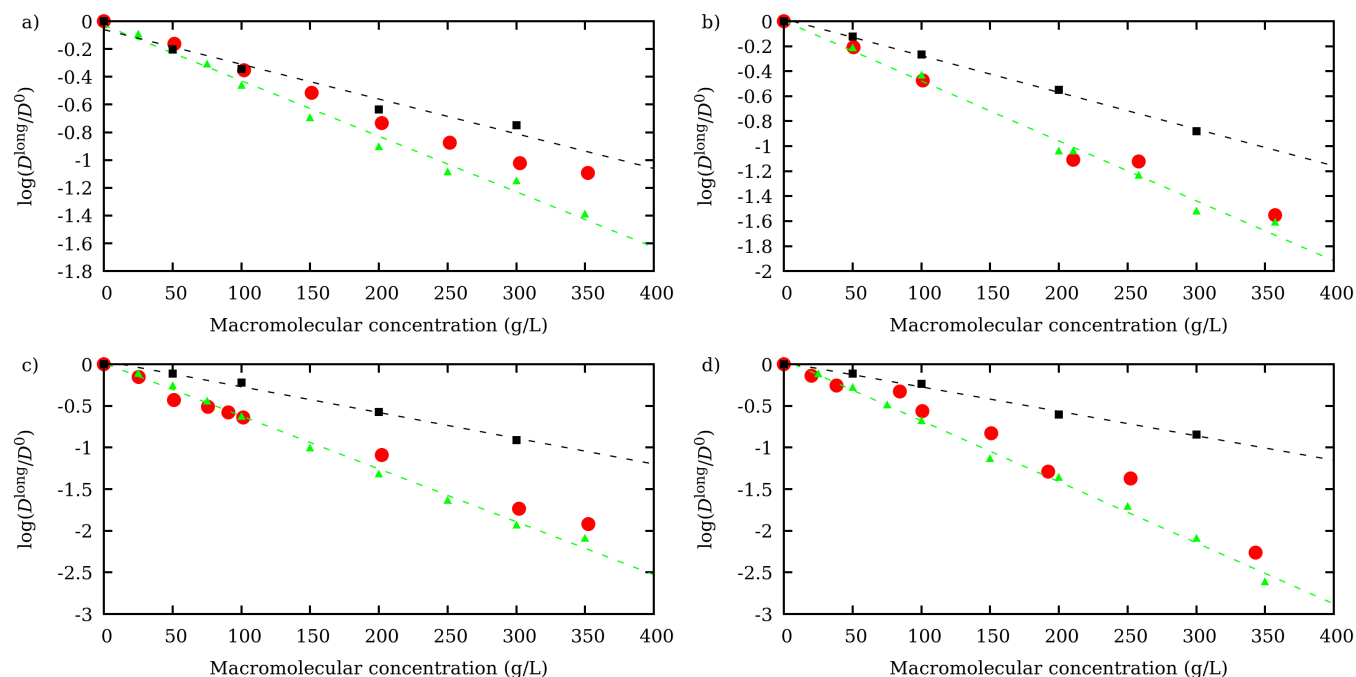 a)
0
-0.2
-0.4
-0.6
-0.8
-1
-1.2
-1.4
-1.6
-1.8
log(D^long/D^0)
0 50 100 150 200 250 300 350 400
Macromolecular concentration (g/L)
b)
0
-0.2
-0.4
-0.6
-0.8
-1
-1.2
-1.4
-1.6
-1.8
-2
log(D^long/D^0)
0 50 100 150 200 250 300 350 400
Macromolecular concentration (g/L)
c)
0
-0.5
-1
-1.5
-2
-2.5
-3
log(D^long/D^0)
0 50 100 150 200 250 300 350 400
Macromolecular concentration (g/L)
d)
0
-0.5
-1
-1.5
-2
-2.5
-3
log(D^long/D^0)
0 50 100 150 200 250 300 350 400
Macromolecular concentration (g/L)